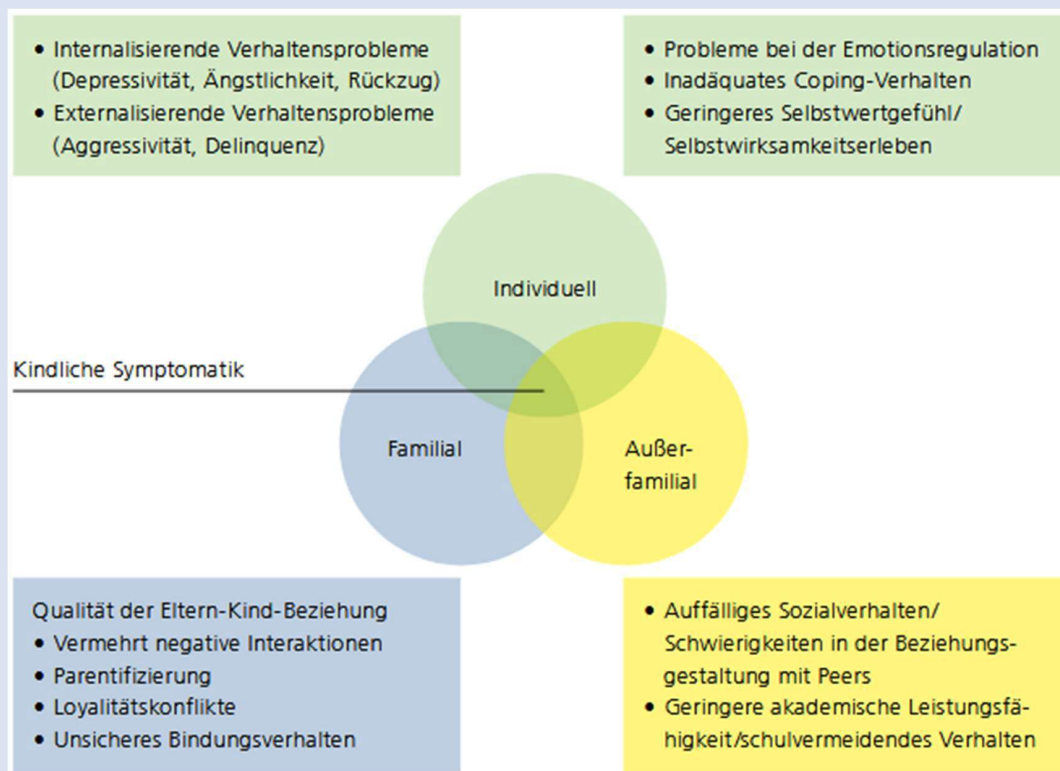 • Internalisierende Verhaltensprobleme
(Depressivität, Ängstlichkeit, Rückzug)
• Externalisierende Verhaltensprobleme
(Aggressivität, Delinquenz)
• Probleme bei der Emotionsregulation
• Inadäquates Coping-Verhalten
• Geringeres Selbstwertgefühl/
Selbstwirksamkeitserleben
Individuell
Kindliche Symptomatik
Familial
Außer-
familial
Qualität der Eltern-Kind-Beziehung
• Vermehrt negative Interaktionen
• Parentifizierung
• Loyalitätskonflikte
• Unsicheres Bindungsverhalten
• Auffälliges Sozialverhalten/
Schwierigkeiten in der Beziehungs-
gestaltung mit Peers
• Geringere akademische Leistungsfä-
higkeit/schulvermeidendes Verhalten